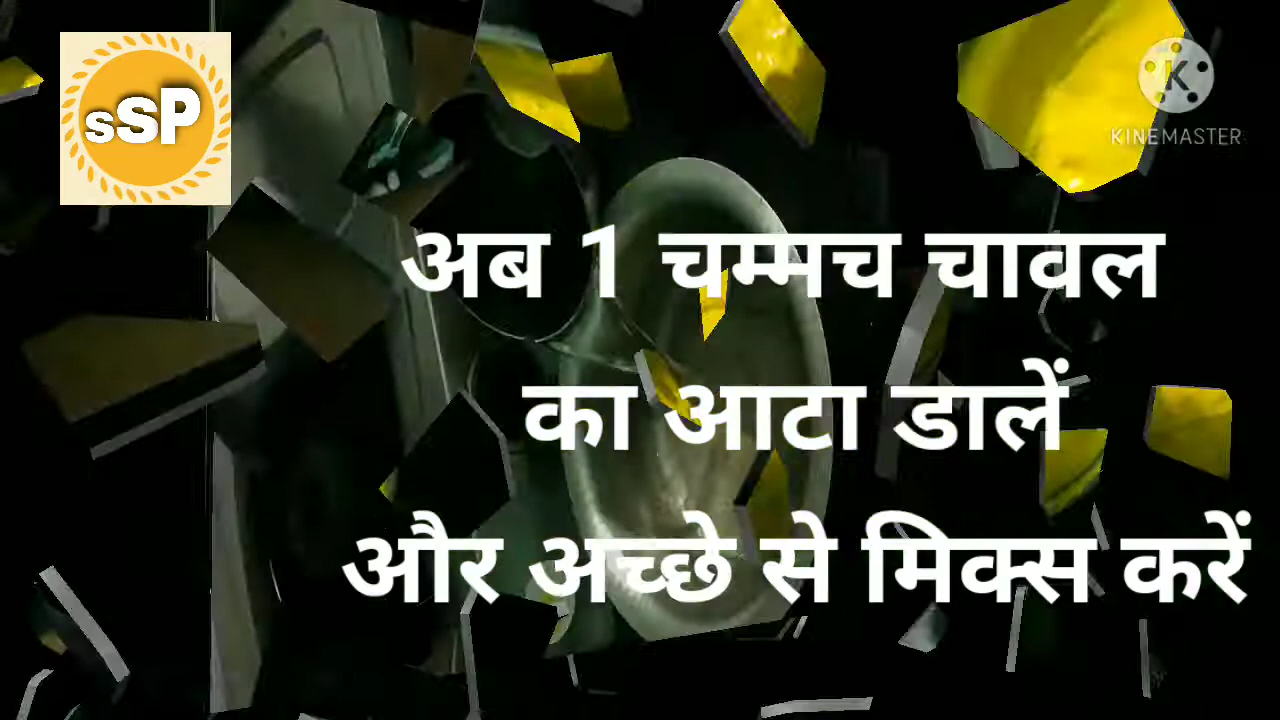 sSP
K
KINEMASTER
अब 1 चम्मच चावल
का आटा डालें
और अच्छे से मिक्स करें